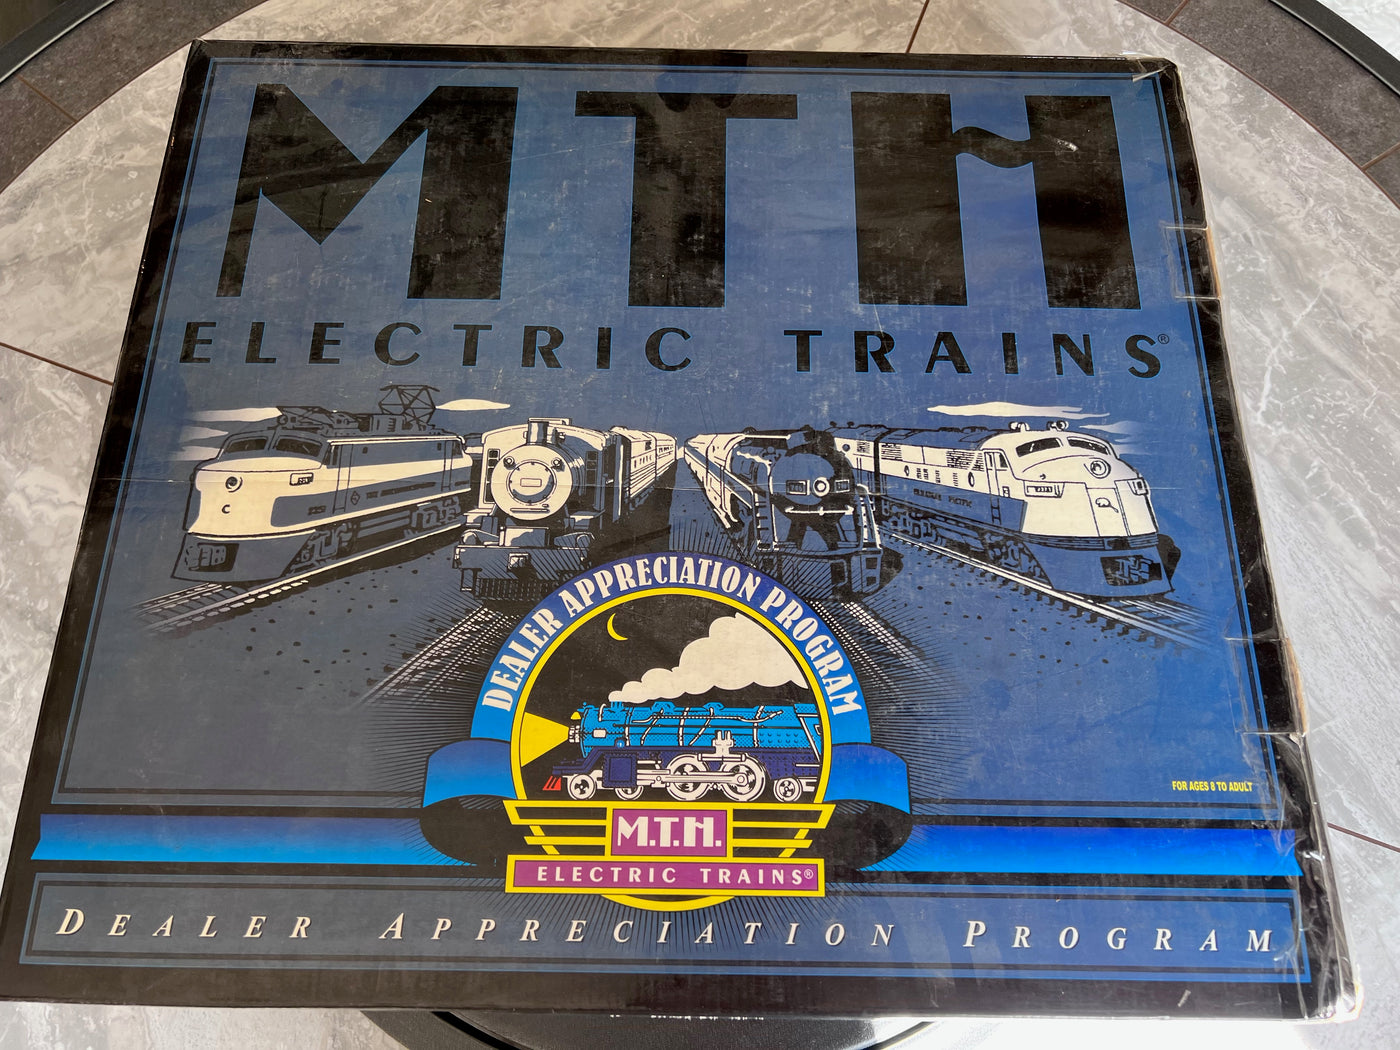 MTH
ELECTRIC TRAINS®
DEALER APPRECIATION PROGRAM
FOR AGES 8 TO ADULT
M.T.H.
ELECTRIC TRAINS®
DEALER APPRECIATION PROGRAM